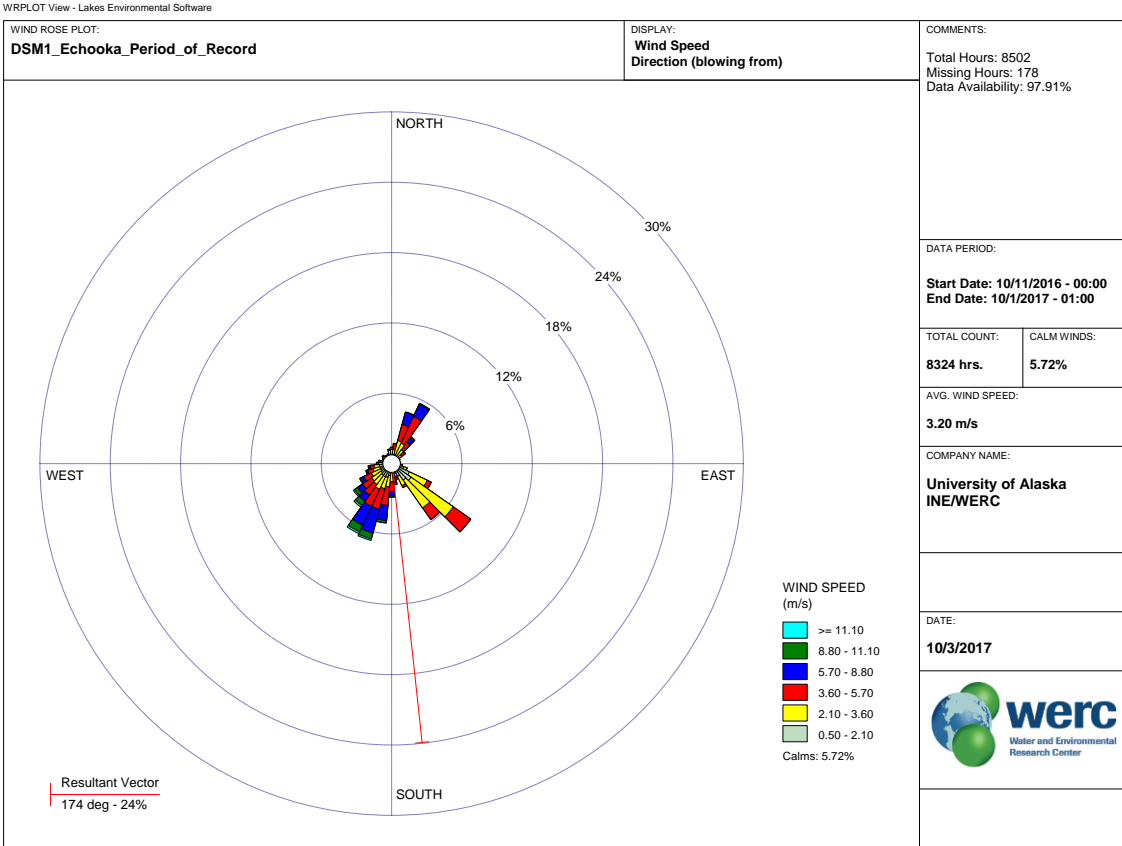 WRPLOT View - Lakes Environmental Software
WIND ROSE PLOT:
DSM1_Echooka_Period_of_Record
DISPLAY:
Wind Speed
Direction (blowing from)
COMMENTS:
Total Hours: 8502
Missing Hours: 178
Data Availability: 97.91%
NORTH
30%
24%
18%
12%
6%
WEST
EAST
SOUTH
Resultant Vector
174 deg - 24%
WIND SPEED
(m/s)
>= 11.10
8.80 - 11.10
5.70 - 8.80
3.60 - 5.70
2.10 - 3.60
0.50 - 2.10
Calms: 5.72%
DATA PERIOD:
Start Date: 10/11/2016 - 00:00
End Date: 10/1/2017 - 01:00
TOTAL COUNT:
8324 hrs.
CALM WINDS:
5.72%
AVG. WIND SPEED:
3.20 m/s
COMPANY NAME:
University of Alaska
INE/WERC
DATE:
10/3/2017
werc
Water and Environmental
Research Center